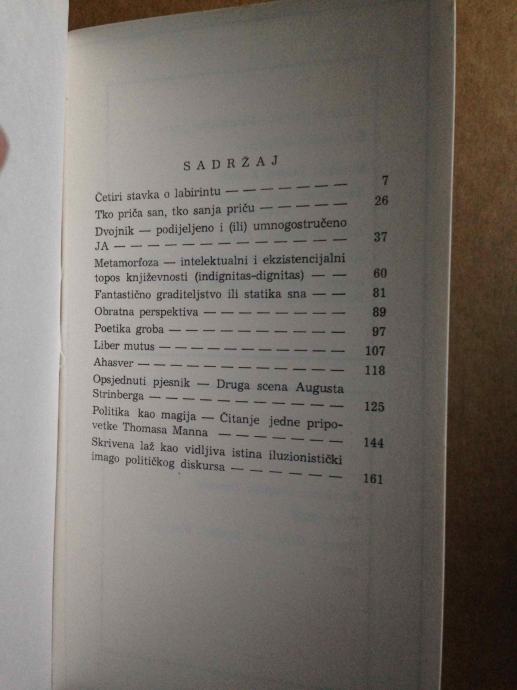 SADRŽAJ
Četiri stavka o labirintu — — — — — — — 7
Tko priča san, tko sanja priču — — — — — 26
Dvojnik — podijeljeno i (ili) umnogostručeno
JA — — — — — — — — — — — — 37
Metamorfoza — intelektualni i ekzistencijalni
topos književnosti (indignitas-dignitas) — — 60
Fantastično graditeljstvo ili statika sna — — 81
Obratna perspektiva — — — — — — — — 89
Poetika groba — — — — — — — — — 97
Liber mutus — — — — — — — — — — 107
Ahasver — — — — — — — — — — — 118
Opsjednuti pjesnik — Druga scena Augusta
Strinberga — — — — — — — — — — 125
Politika kao magija — Čitanje jedne pripo-
vetke Thomasa Manna — — — — — — — 144
Skrivena laž kao vidljiva istina iluzionistički
imago političkog diskursa — — — — — — 161